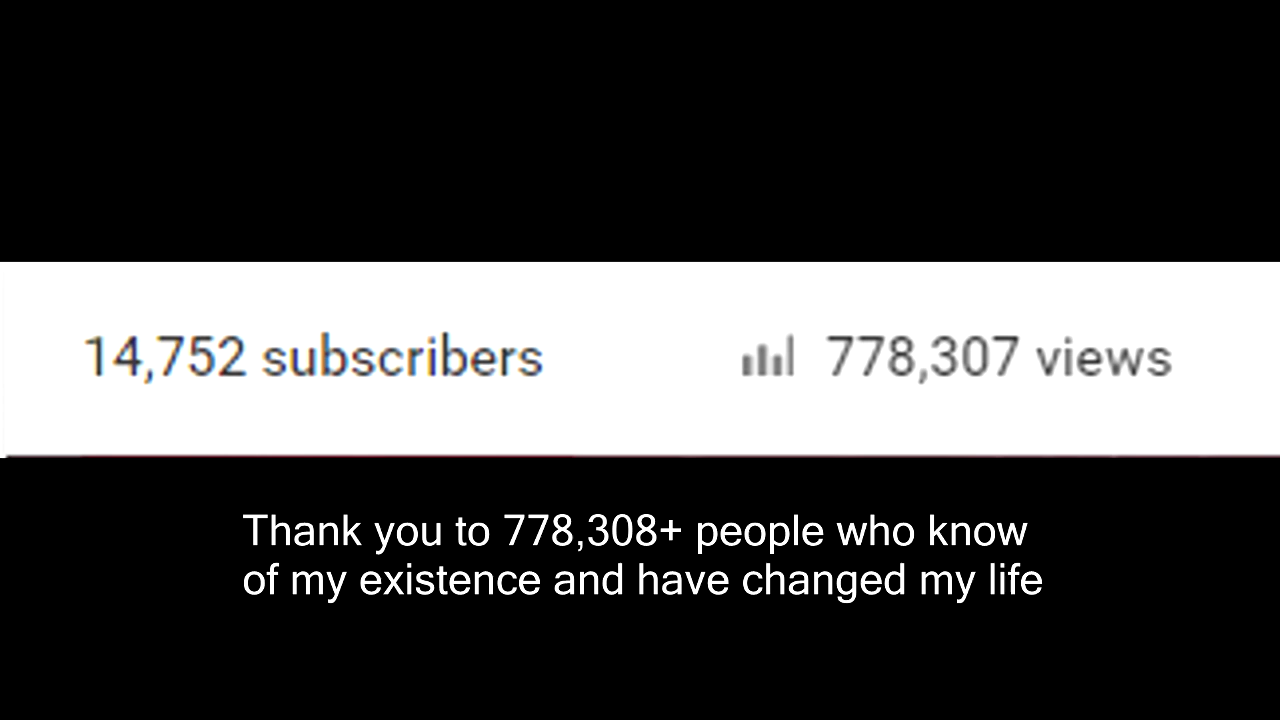 14,752 subscribers 778,307 views
Thank you to 778,308+ people who know
of my existence and have changed my life